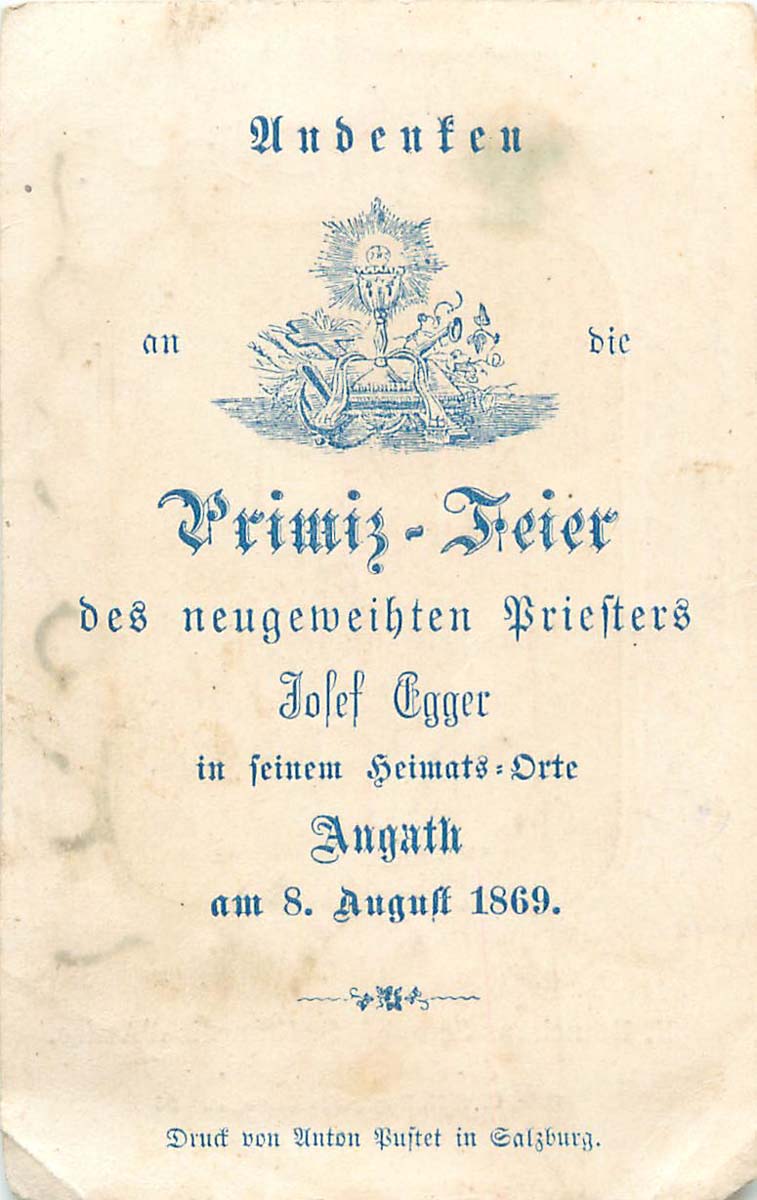 Andenken
an die
Primiz-Feier
des neugeweihten Prieſters
Joſef Egger
in ſeinem Heimats-Orte
Angath
am 8. Auguſt 1869.
Druck von Anton Puſtet in Salzburg.